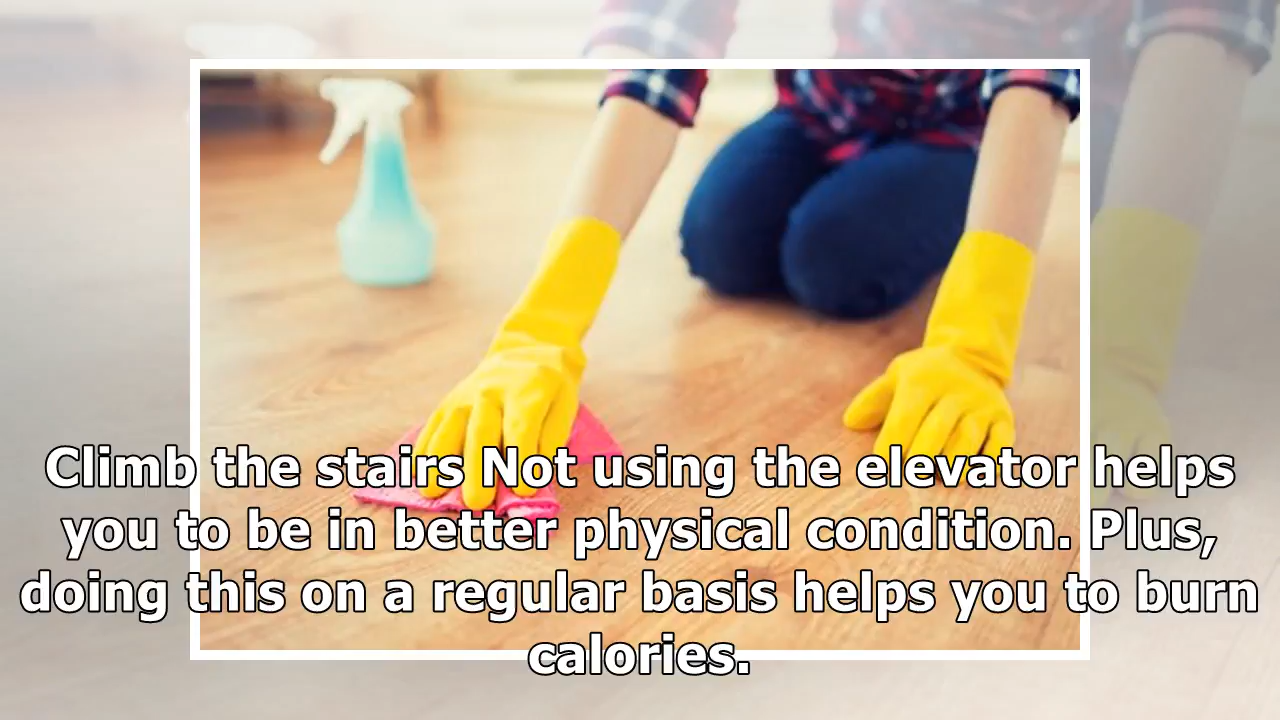 Climb the stairs Not using the elevator helps
you to be in better physical condition. Plus,
doing this on a regular basis helps you to burn
calories.